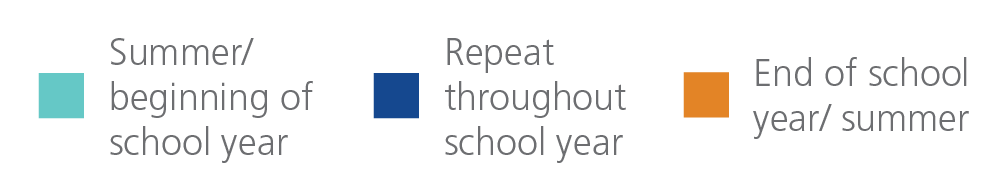 Summer/
beginning of
school year
Repeat
throughout
school year
End of school
year/ summer